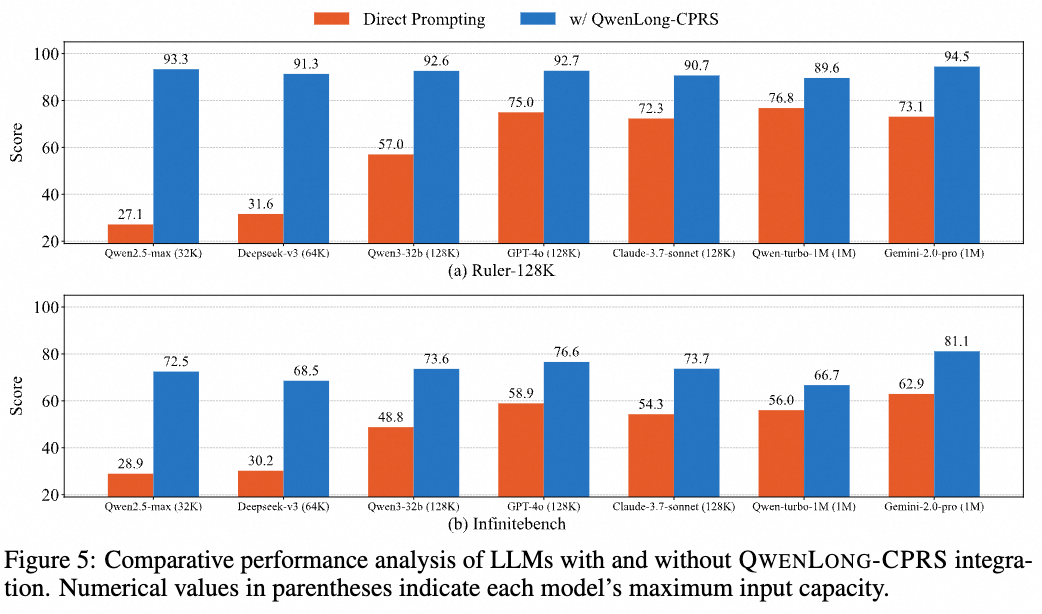 Direct Prompting w/ QwenLong-CPRS
100
80
60
40
20
Score
27.1 93.3 31.6 91.3 57.0 92.6 75.0 92.7 72.3 90.7 76.8 89.6 73.1 94.5
Qwen2.5-max (32K) Deepseek-v3 (64K) Qwen3-32b (128K) GPT-4o (128K) Claude-3.7-sonnet (128K) Qwen-turbo-1M (1M) Gemini-2.0-pro (1M)
(a) Ruler-128K
100
80
60
40
20
Score
28.9 72.5 30.2 68.5 48.8 73.6 58.9 76.6 54.3 73.7 56.0 66.7 62.9 81.1
Qwen2.5-max (32K) Deepseek-v3 (64K) Qwen3-32b (128K) GPT-4o (128K) Claude-3.7-sonnet (128K) Qwen-turbo-1M (1M) Gemini-2.0-pro (1M)
(b) Infinitebench
Figure 5: Comparative performance analysis of LLMs with and without QWENLONG-CPRS integra-
tion. Numerical values in parentheses indicate each model's maximum input capacity.